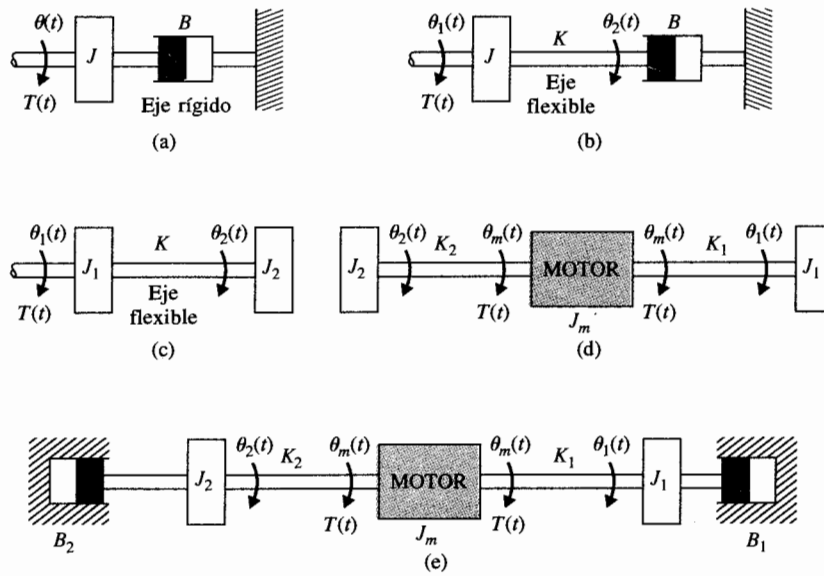 θ(t) B
J
T(t)
Eje rígido
(a)
θ₁(t) K θ₂(t) B
J
T(t)
Eje
flexible
(b)
θ₁(t) K θ₂(t)
J₁ J₂
T(t)
Eje
flexible
(c)
θ₂(t) K₂ θₘ(t) θₘ(t) K₁ θ₁(t)
J₂ MOTOR J₁
T(t) T(t)
Jₘ
(d)
θ₂(t) K₂ θₘ(t) θₘ(t) K₁ θ₁(t)
J₂ MOTOR J₁
T(t) T(t)
B₂ Jₘ B₁
(e)